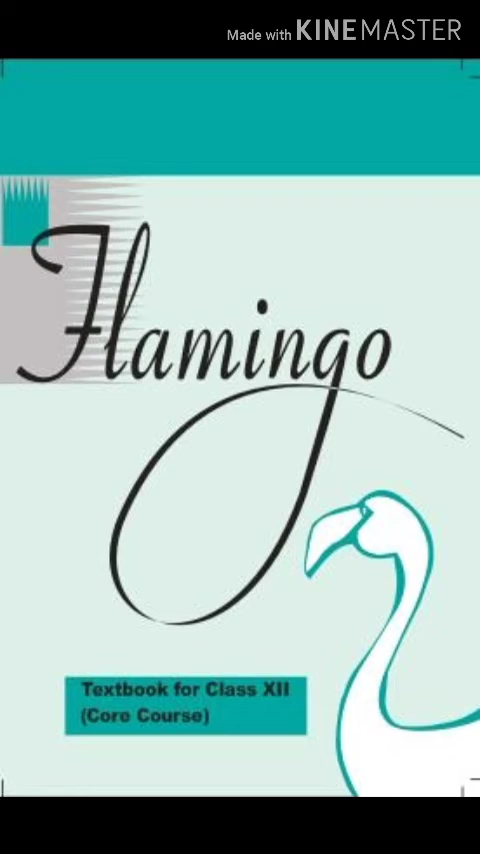 Made with KINEMASTER
Flamingo
Textbook for Class XII
(Core Course)